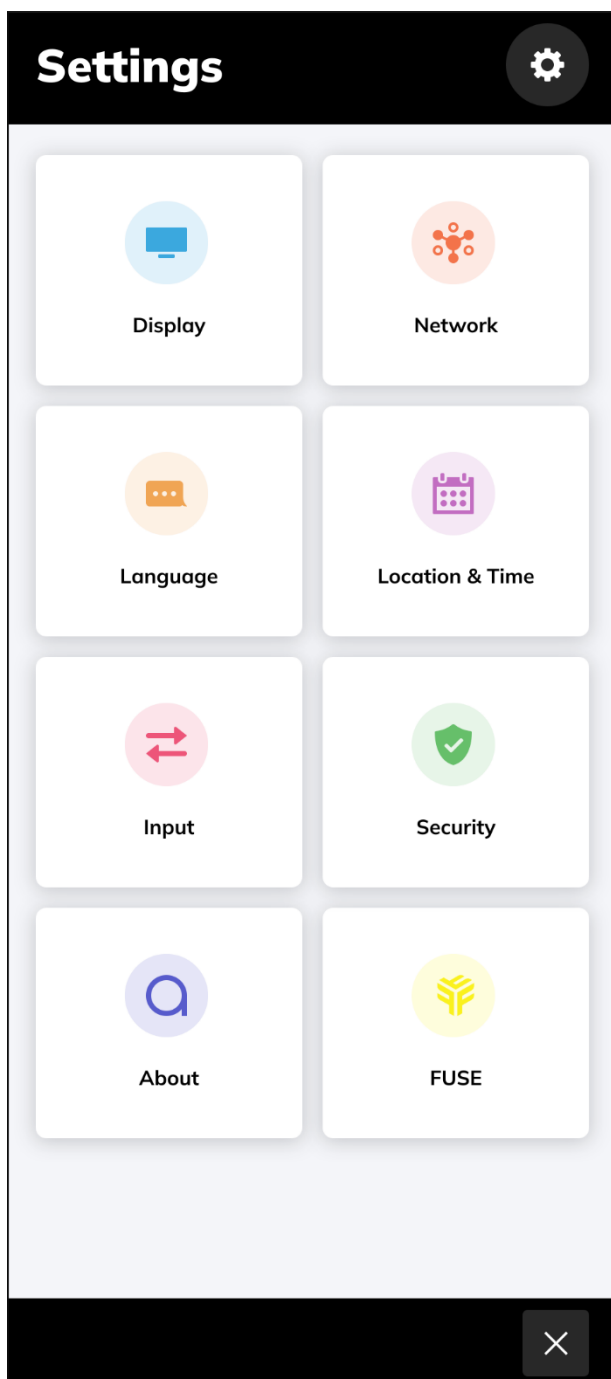 Settings
Display
Network
Language
Location & Time
Input
Security
About
FUSE